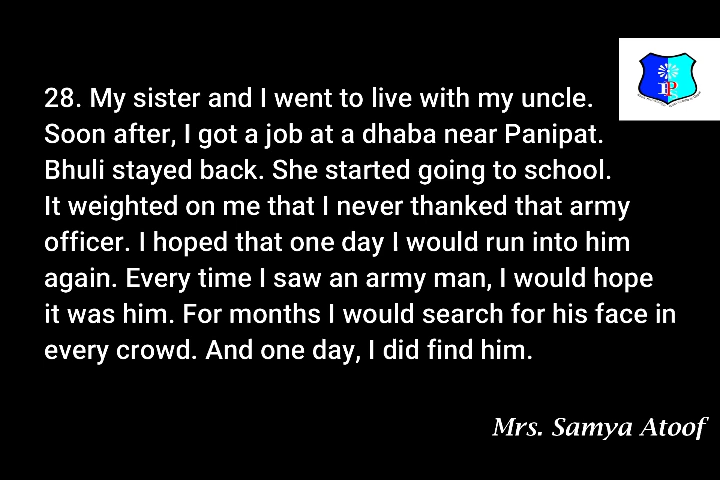 28. My sister and I went to live with my uncle.
Soon after, I got a job at a dhaba near Panipat.
Bhuli stayed back. She started going to school.
It weighted on me that I never thanked that army
officer. I hoped that one day I would run into him
again. Every time I saw an army man, I would hope
it was him. For months I would search for his face in
every crowd. And one day, I did find him.
Mrs. Samya Atoof